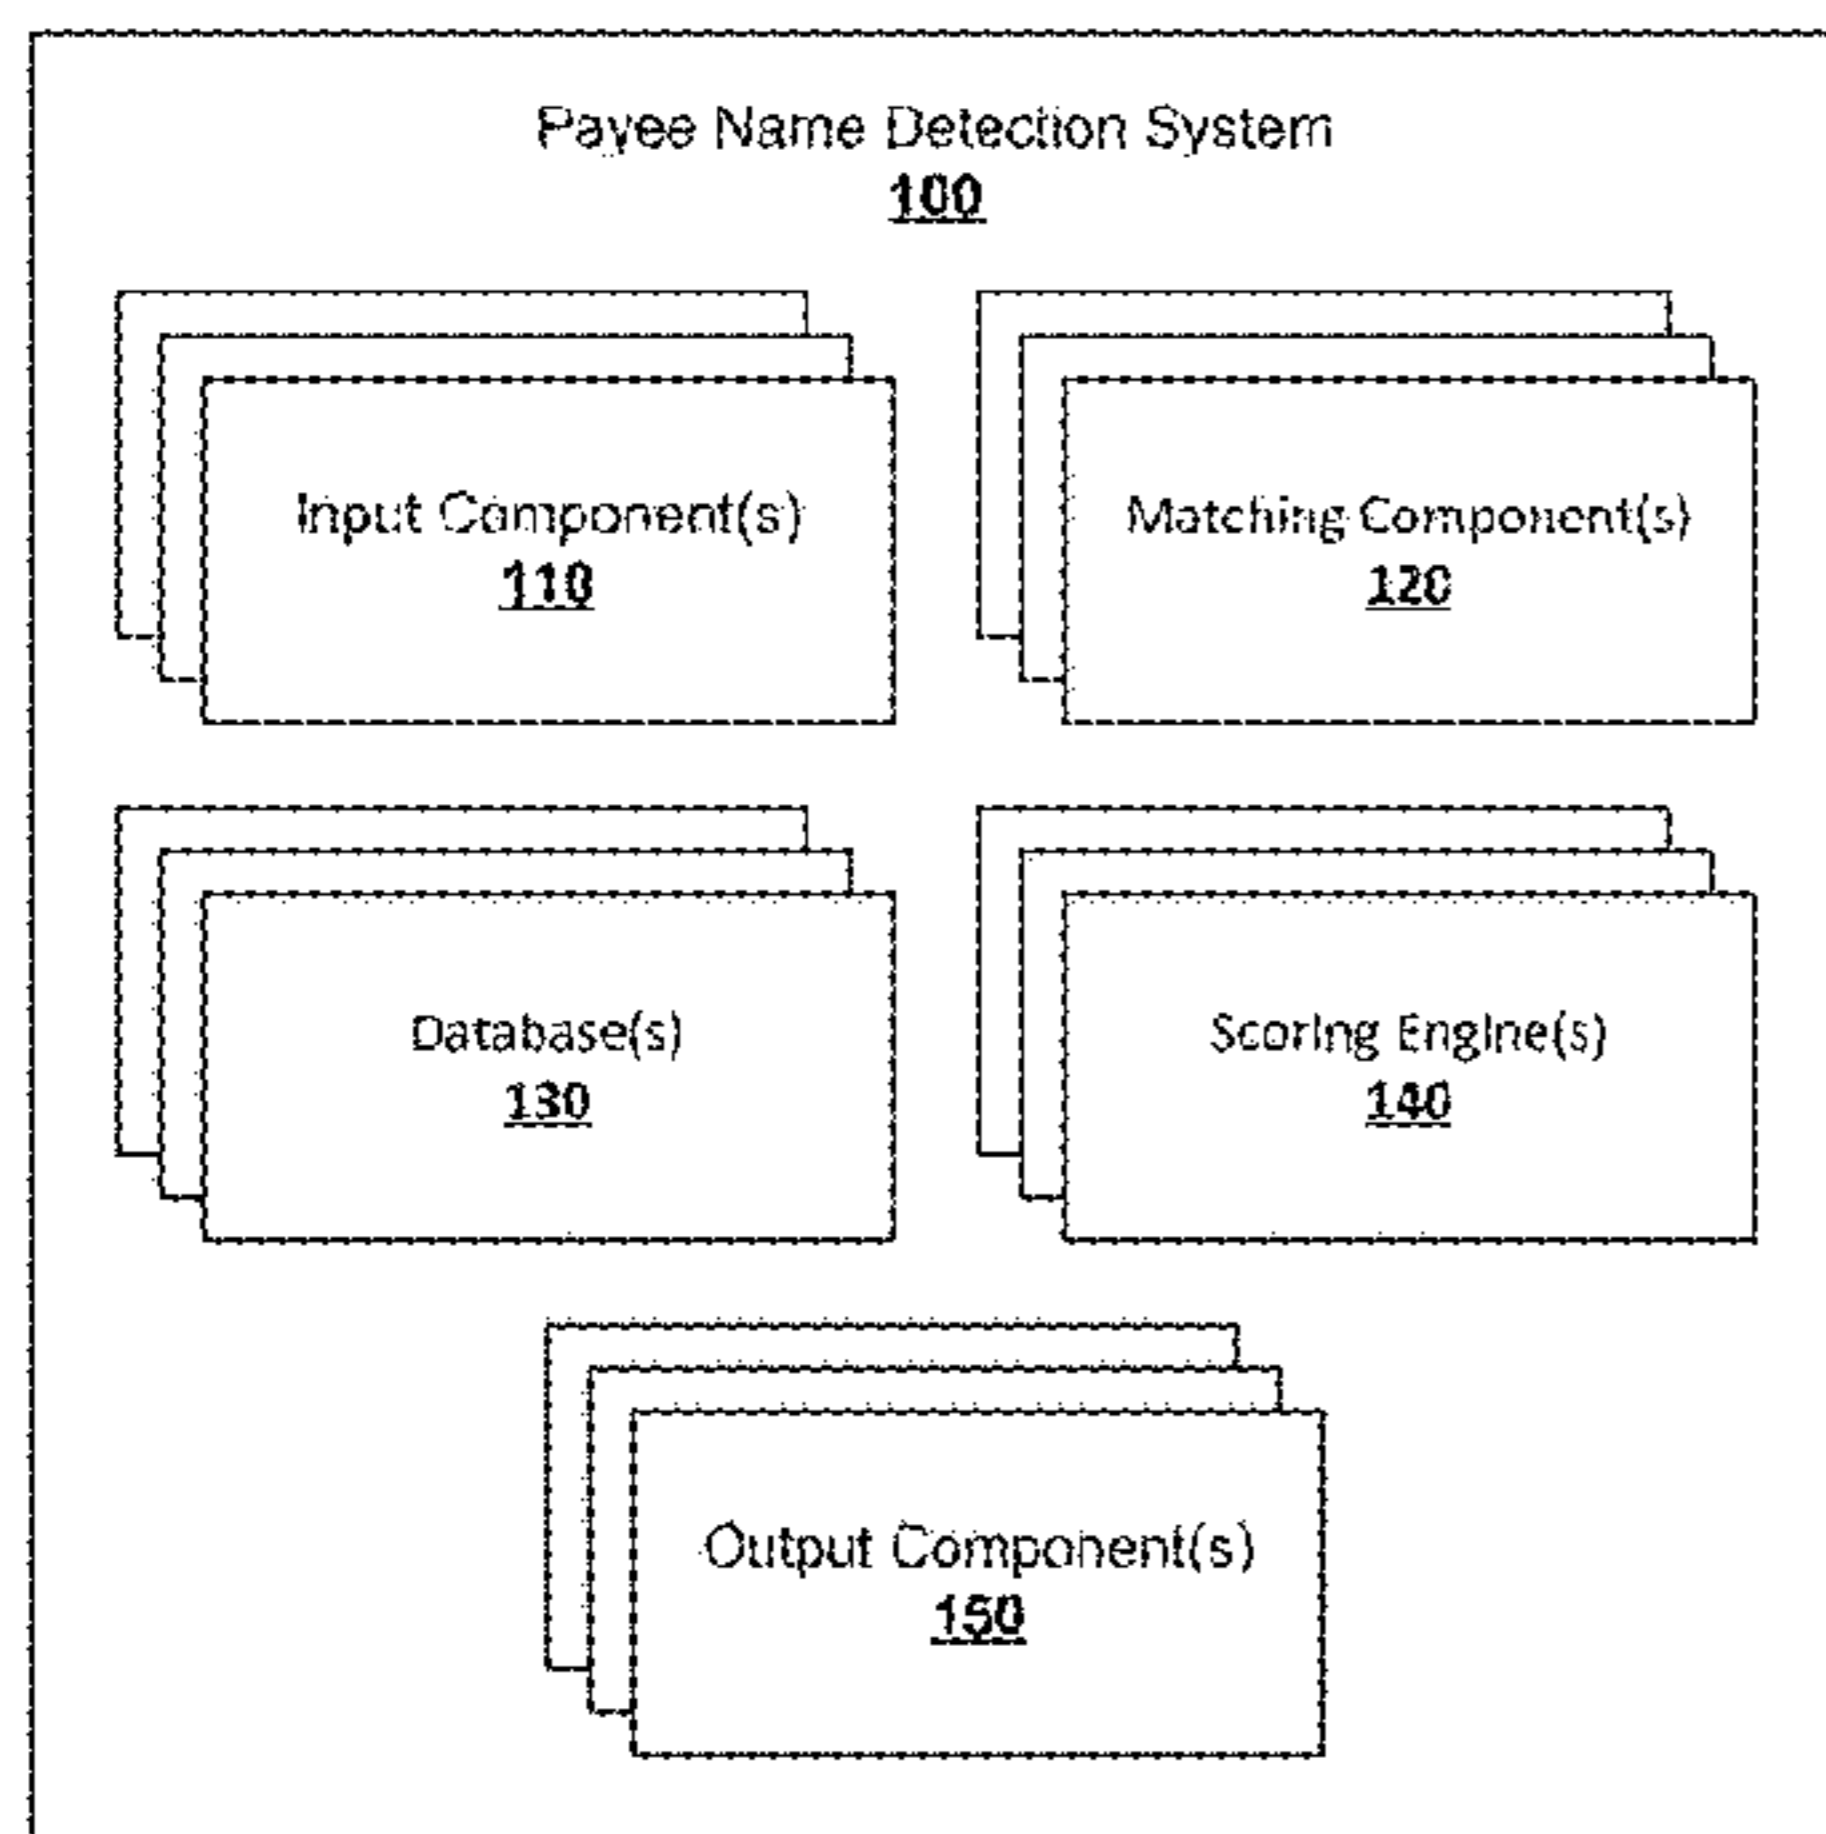 Payee Name Detection System
100
Input Component(s)
110
Matching Component(s)
120
Database(s)
130
Scoring Engine(s)
140
Output Component(s)
150